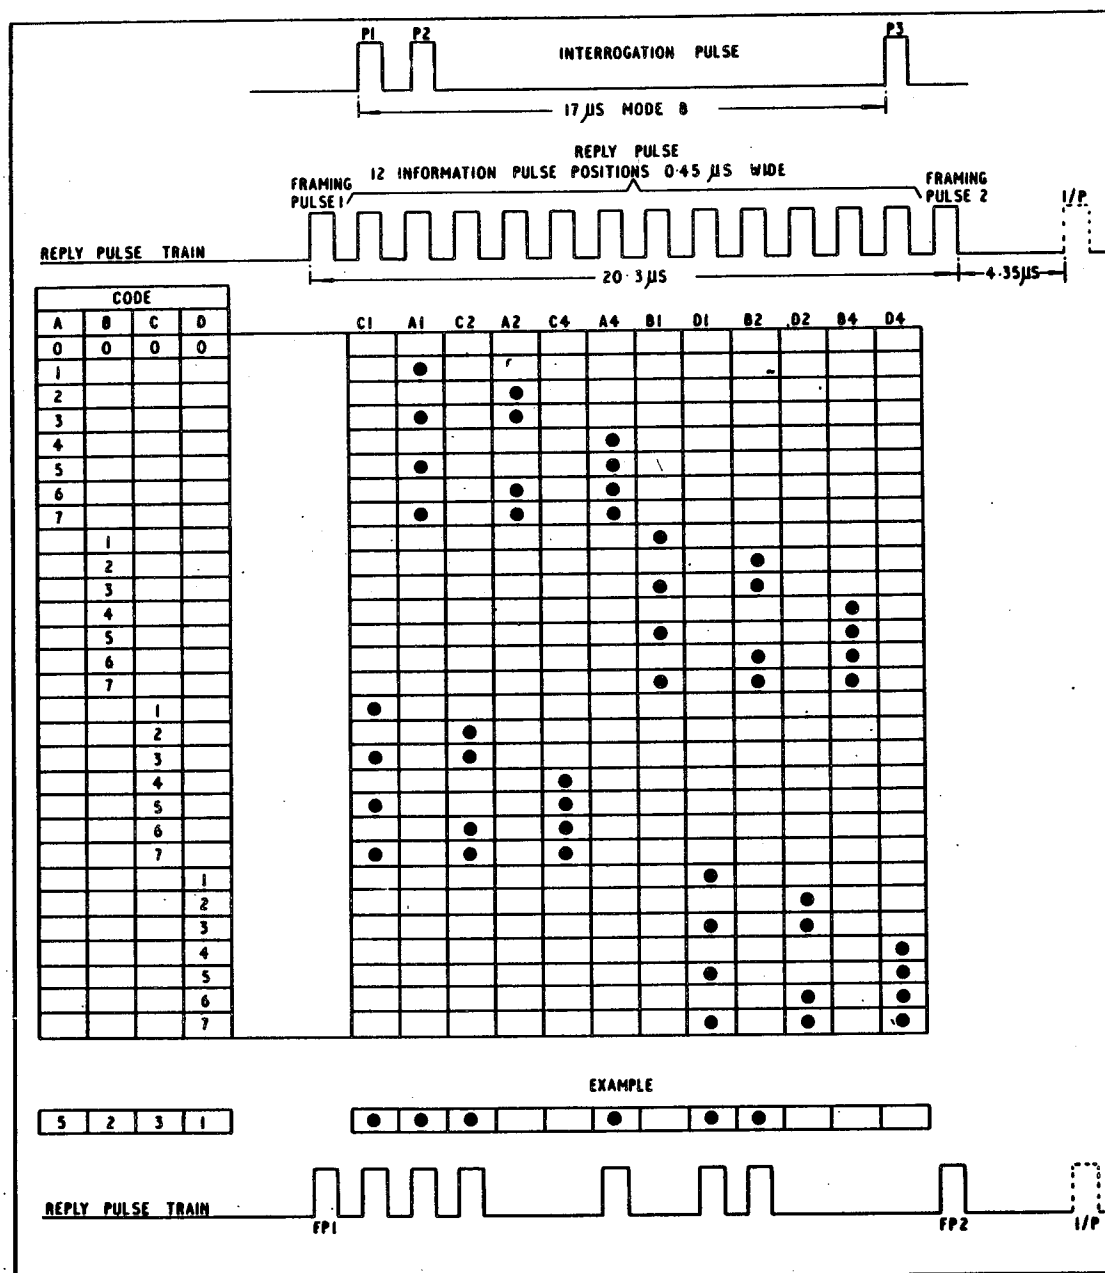 P1 P2 P3
INTERROGATION PULSE
17 µS MODE B
REPLY PULSE
12 INFORMATION PULSE POSITIONS 0·45 µS WIDE
FRAMING PULSE 1
FRAMING PULSE 2
I/P
REPLY PULSE TRAIN
20·3 µS
4·35 µS
CODE
A B C D C1 A1 C2 A2 C4 A4 B1 D1 B2 D2 B4 D4
0 0 0 0
1
2
3
4
5
6
7
1
2
3
4
5
6
7
1
2
3
4
5
6
7
1
2
3
4
5
6
7
EXAMPLE
5 2 3 1
REPLY PULSE TRAIN
FP1 FP2 I/P